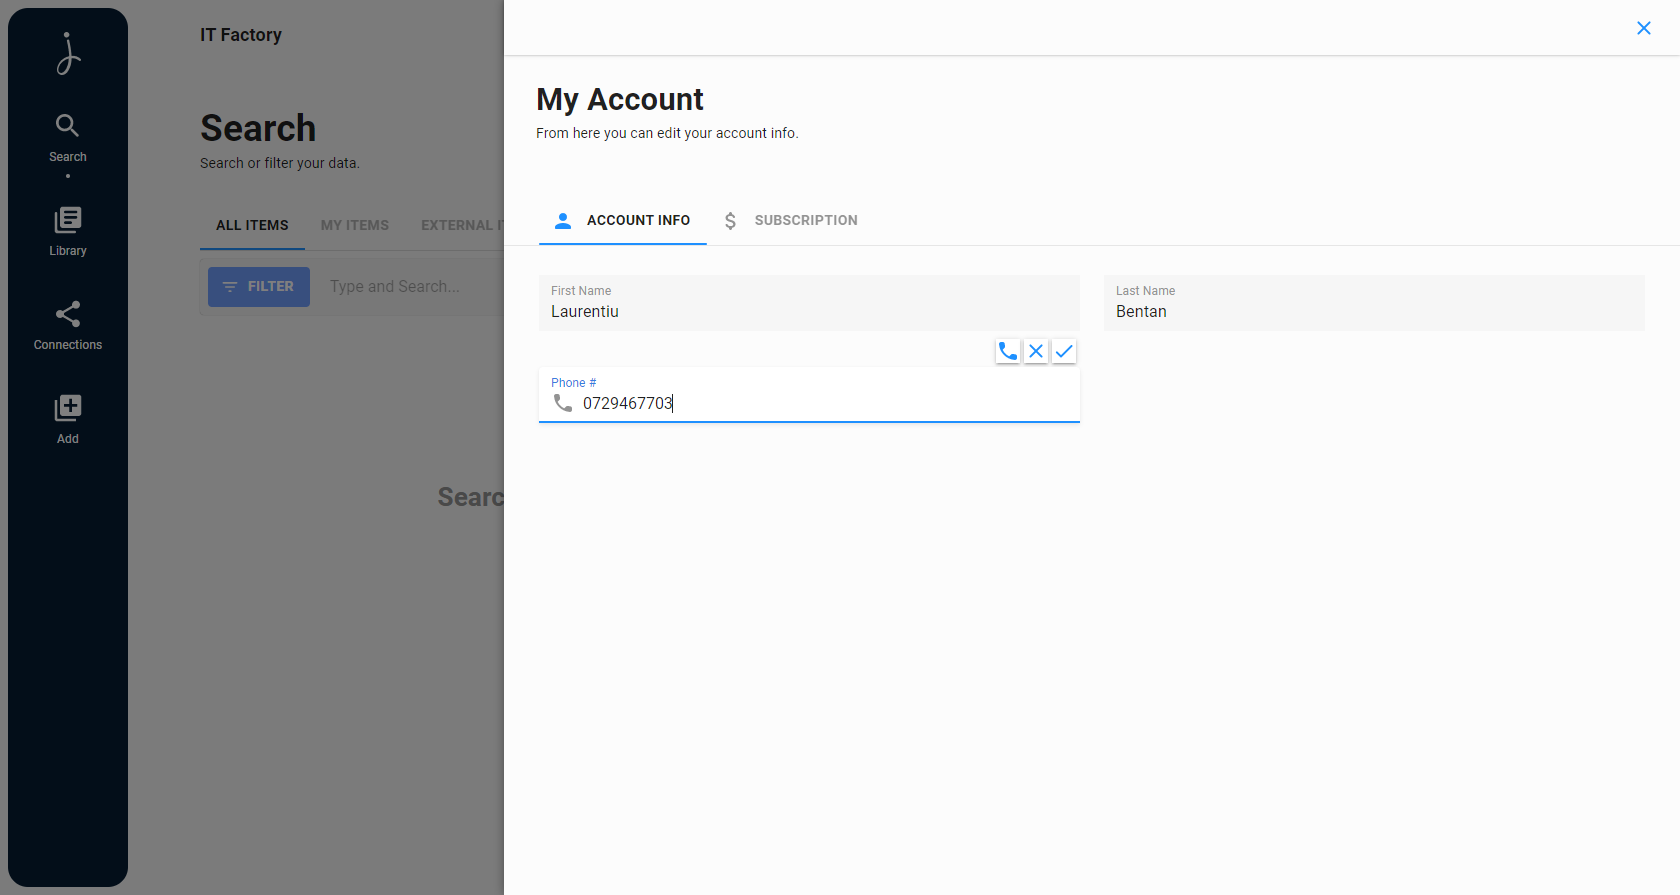 Search
Library
Connections
Add
IT Factory
Search
Search or filter your data.
ALL ITEMS MY ITEMS EXTERNAL
FILTER Type and Search...
Searc
My Account
From here you can edit your account info.
ACCOUNT INFO SUBSCRIPTION
First Name
Laurentiu
Last Name
Bentan
Phone #
0729467703